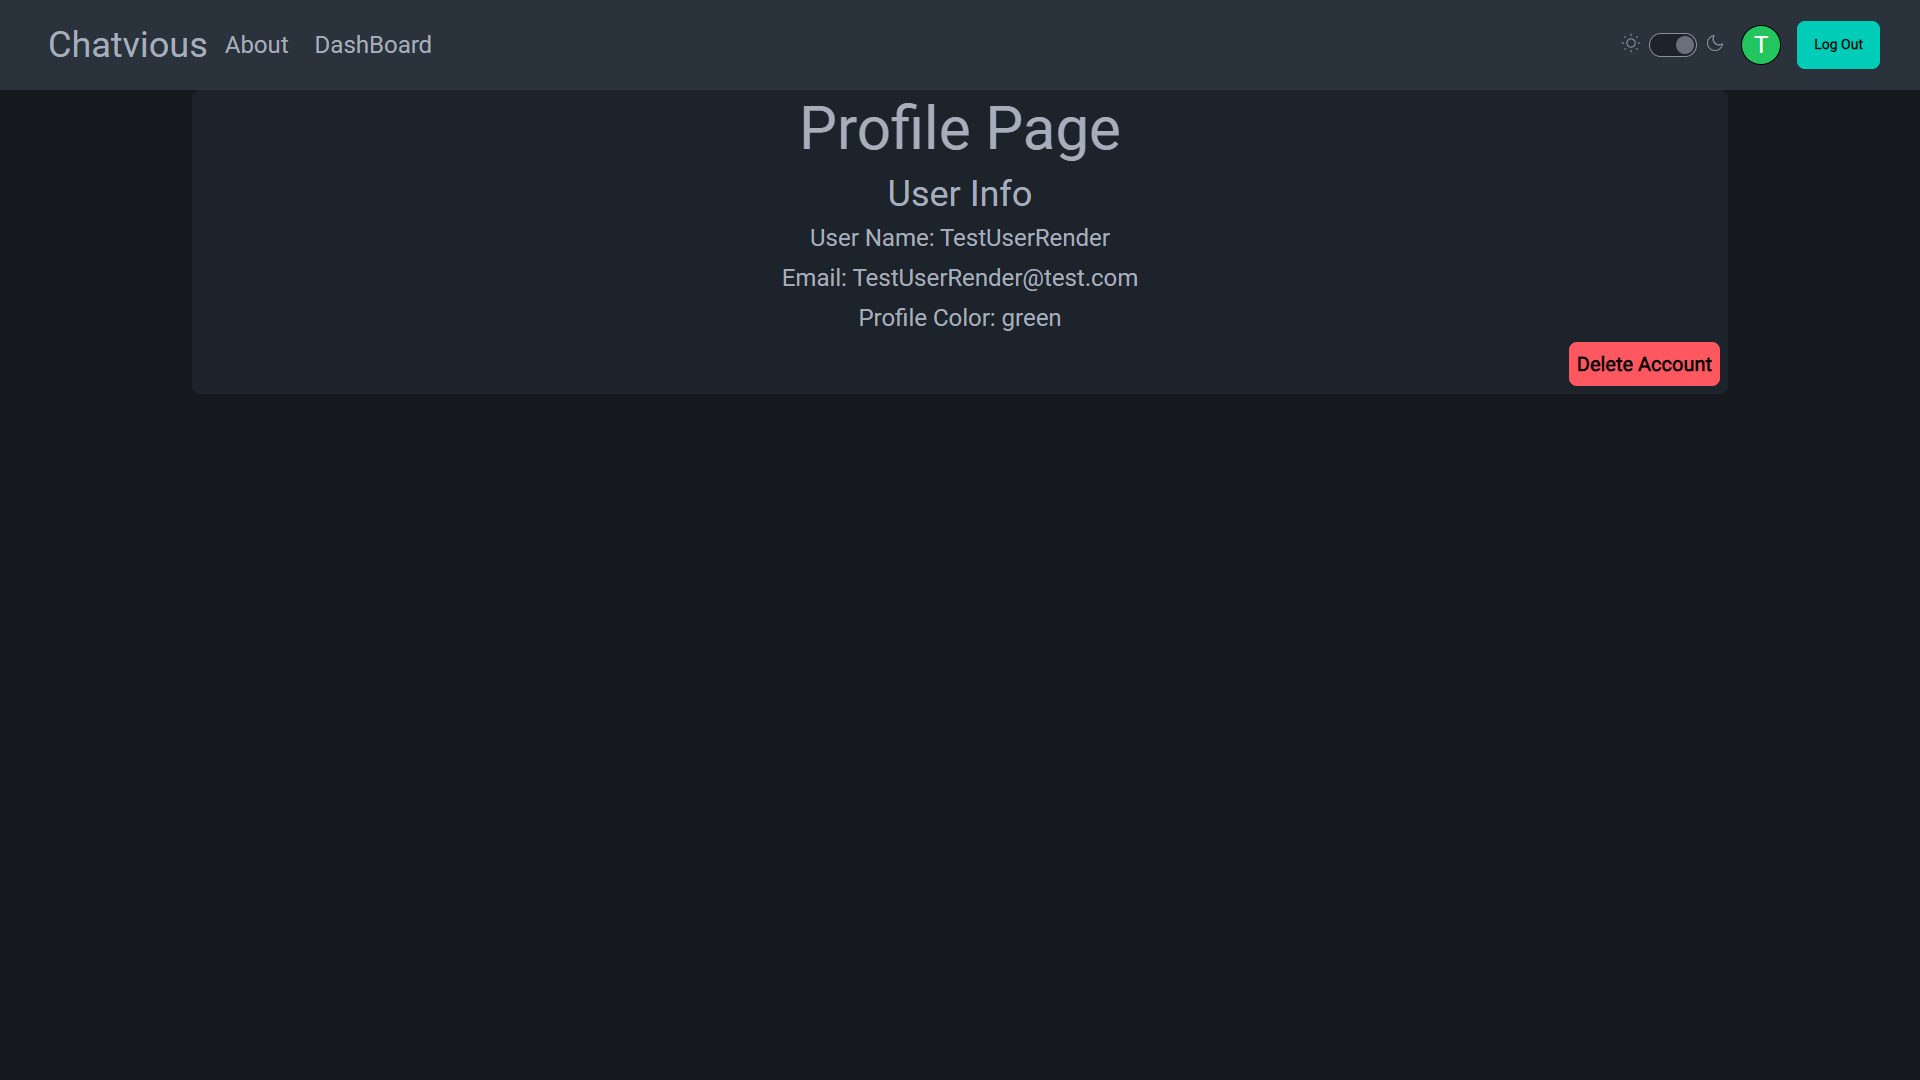 Chatvious About DashBoard T Log Out
Profile Page
User Info
User Name: TestUserRender
Email: TestUserRender@test.com
Profile Color: green
Delete Account